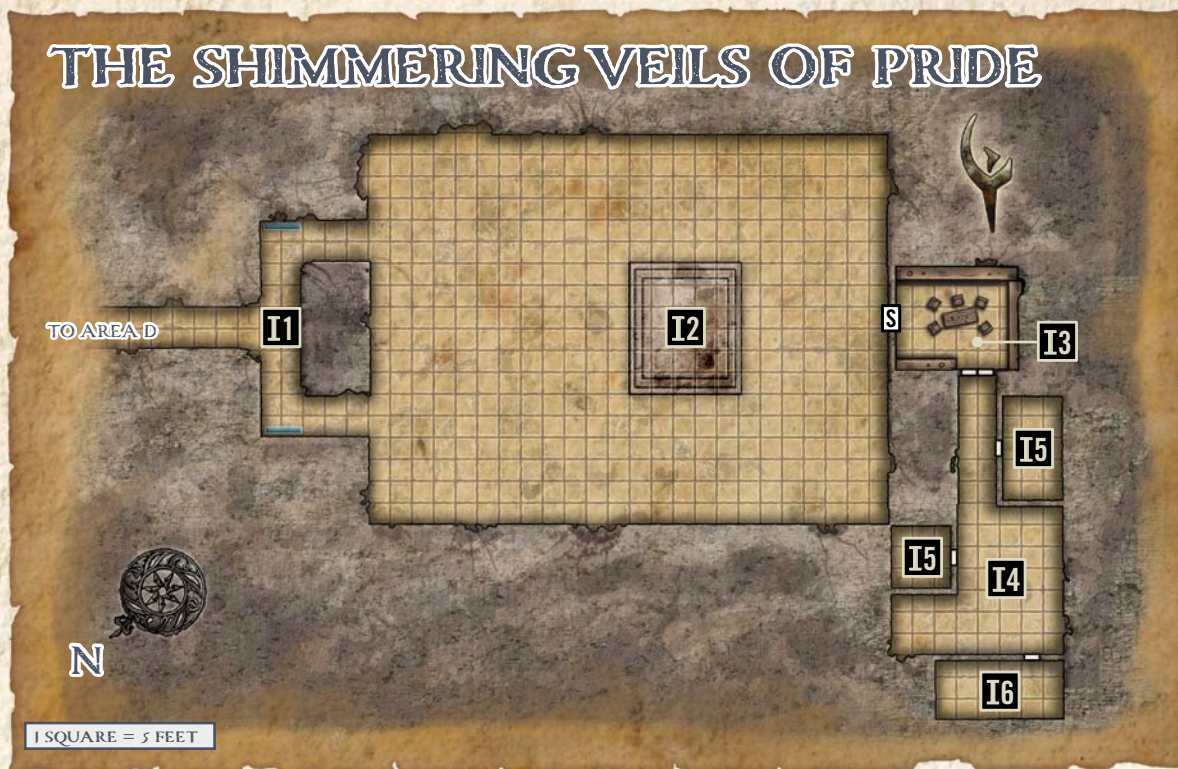 THE SHIMMERING VEILS OF PRIDE
TO AREA D
I1
I2
S
I3
I5
I5
I4
N
I6
1 SQUARE = 5 FEET